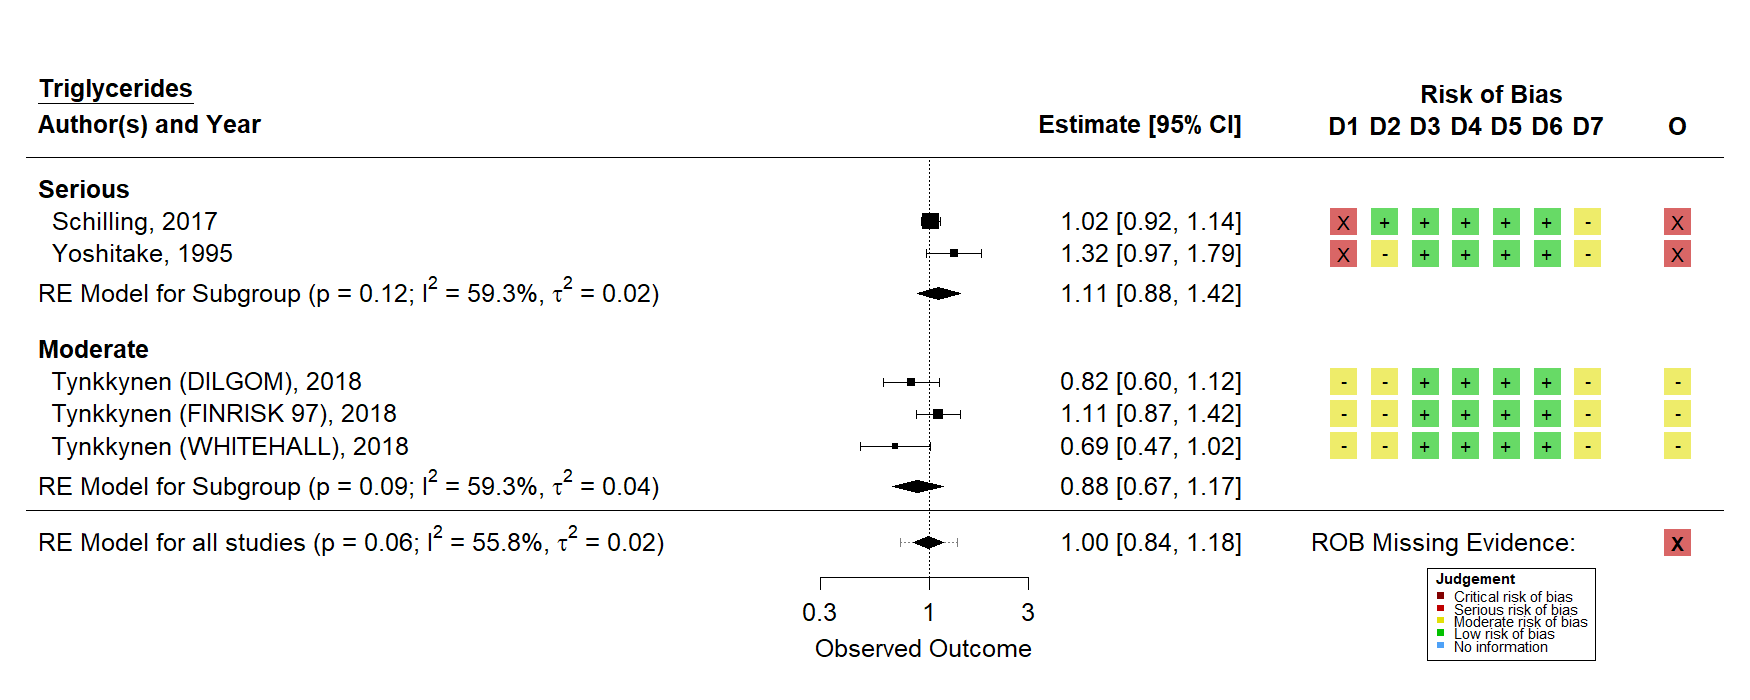 Triglycerides
Risk of Bias
Author(s) and Year Estimate [95% CI] D1 D2 D3 D4 D5 D6 D7 O
Serious
Schilling, 2017 1.02 [0.92, 1.14] X + + + + + - X
Yoshitake, 1995 1.32 [0.97, 1.79] X - + + + + - X
RE Model for Subgroup (p = 0.12; I² = 59.3%, τ² = 0.02) 1.11 [0.88, 1.42]
Moderate
Tynkkynen (DILGOM), 2018 0.82 [0.60, 1.12] - - + + + + - -
Tynkkynen (FINRISK 97), 2018 1.11 [0.87, 1.42] - - + + + + - -
Tynkkynen (WHITEHALL), 2018 0.69 [0.47, 1.02] - - + + + + - -
RE Model for Subgroup (p = 0.09; I² = 59.3%, τ² = 0.04) 0.88 [0.67, 1.17]
RE Model for all studies (p = 0.06; I² = 55.8%, τ² = 0.02) 1.00 [0.84, 1.18] ROB Missing Evidence: X
0.3 1 3
Observed Outcome
Judgement
Critical risk of bias
Serious risk of bias
Moderate risk of bias
Low risk of bias
No information